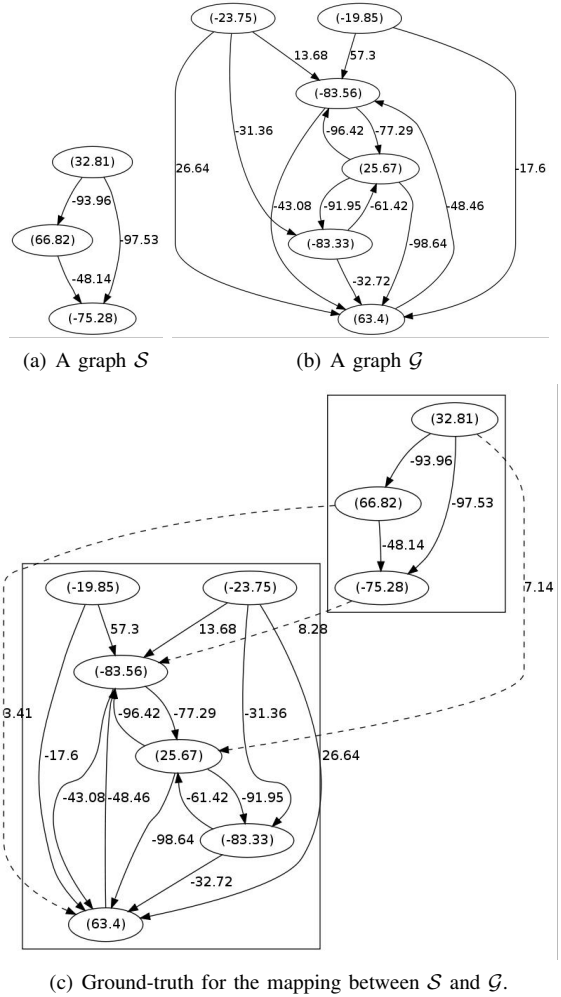 (-23.75) (-19.85)
13.68 57.3
(-83.56)
(32.81)
-31.36 -96.42 -77.29
26.64 (25.67) -17.6
-93.96
-43.08 -91.95 -61.42 -48.46
(66.82) -97.53 (-83.33) -98.64
-48.14 -32.72
(-75.28) (63.4)
(a) A graph S (b) A graph G
(32.81)
-93.96
(66.82) -97.53
-48.14
(-19.85) (-23.75) (-75.28) 7.14
57.3 13.68 8.28
(-83.56)
3.41 -96.42 -77.29 -31.36
-17.6 (25.67) 26.64
-43.08 -48.46 -61.42 -91.95
-98.64 (-83.33)
-32.72
(63.4)
(c) Ground-truth for the mapping between S and G.